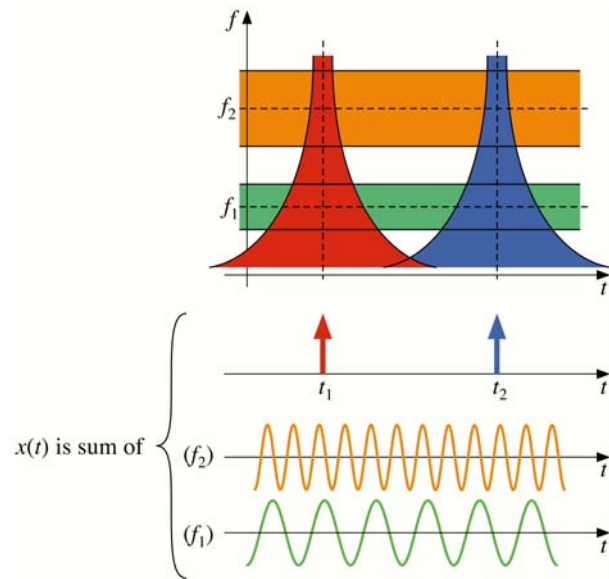 f
f₂
f₁
t
t
t₁
t₂
x(t) is sum of
(f₂)
t
(f₁)
t